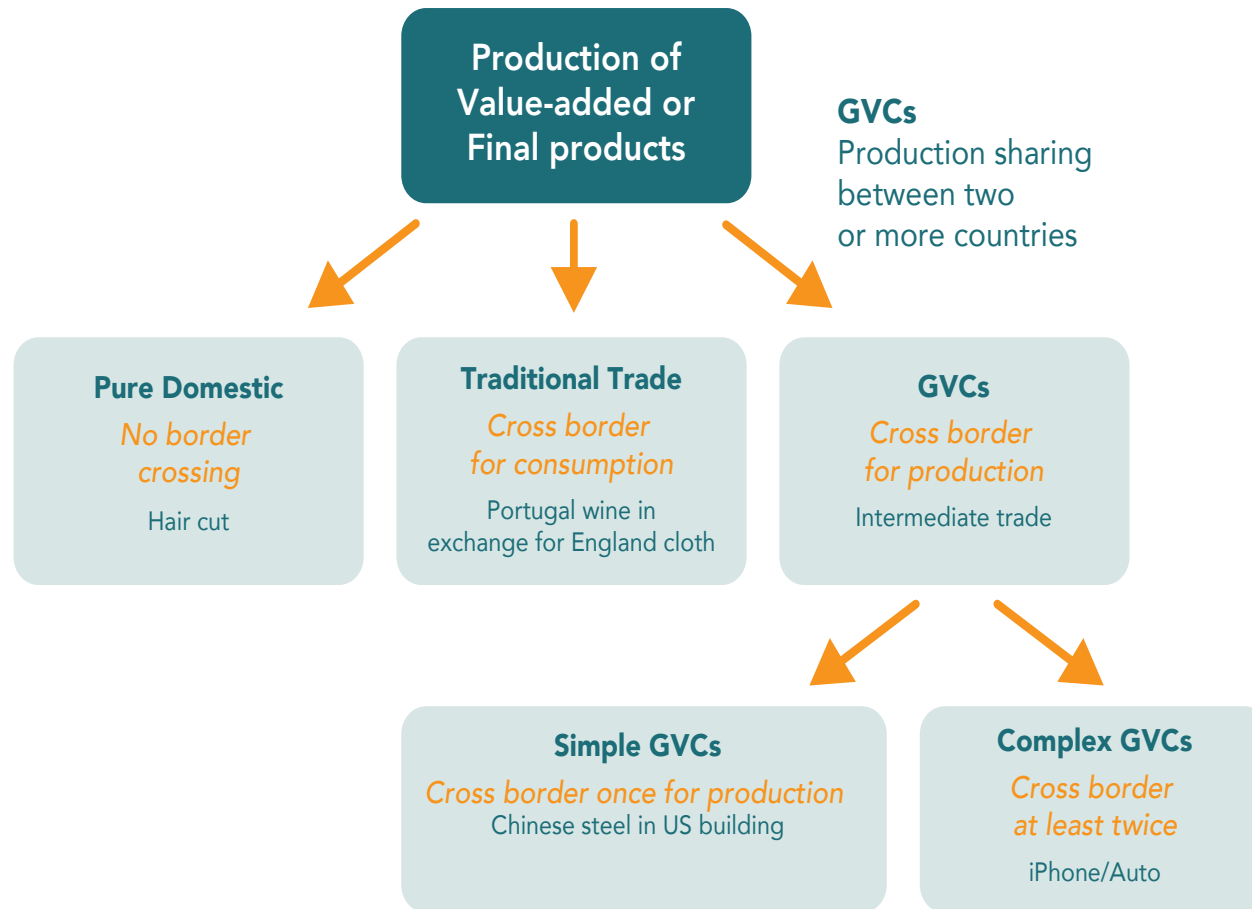 Production of
Value-added or
Final products
GVCs
Production sharing
between two
or more countries
Pure Domestic
No border
crossing
Hair cut
Traditional Trade
Cross border
for consumption
Portugal wine in
exchange for England cloth
GVCs
Cross border
for production
Intermediate trade
Simple GVCs
Cross border once for production
Chinese steel in US building
Complex GVCs
Cross border
at least twice
iPhone/Auto